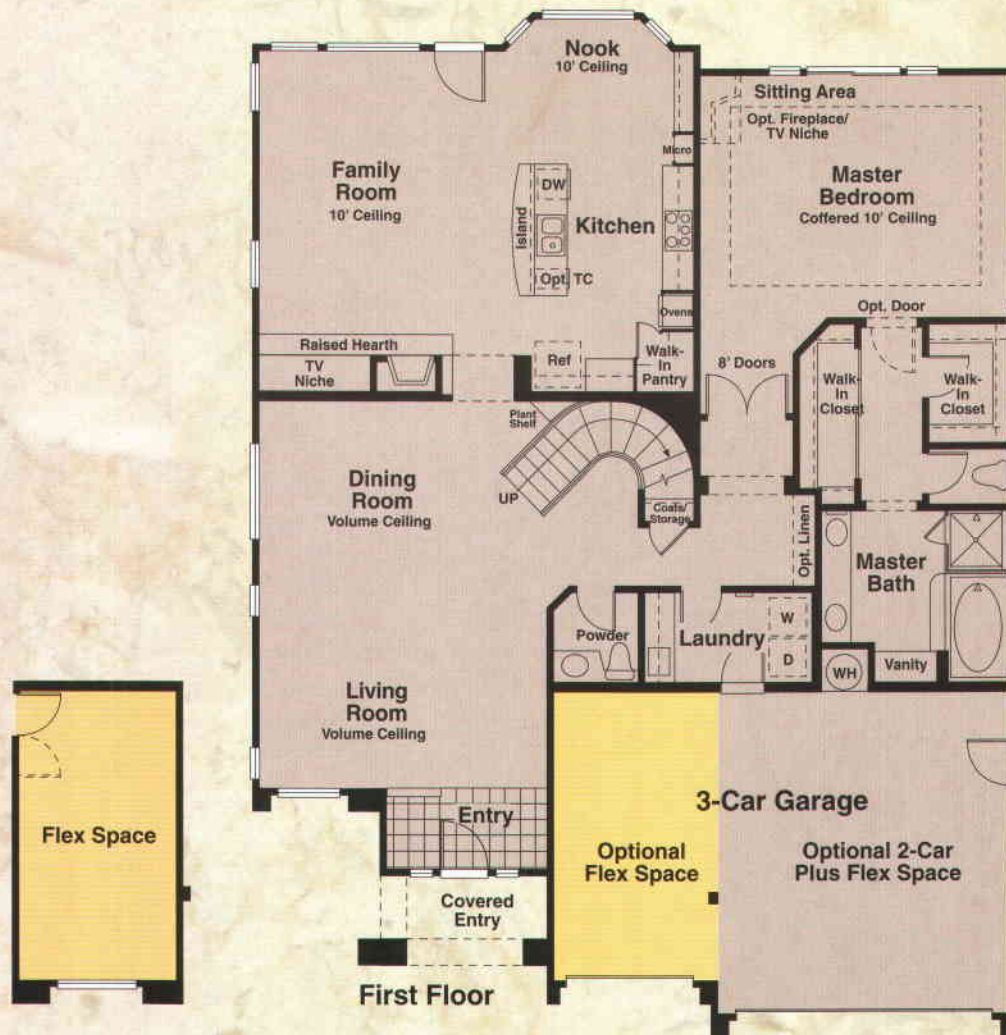 Nook
10' Ceiling
Sitting Area
Opt. Fireplace/
TV Niche
Micro
Family
Room
10' Ceiling
DW
Island
Kitchen
Opt. TC
Master
Bedroom
Coffered 10' Ceiling
Ovens
Opt. Door
Raised Hearth
TV
Niche
Ref
Walk-
In
Pantry
8' Doors
Walk-
In
Closet
Walk-
In
Closet
Plant
Shelf
UP
Dining
Room
Volume Ceiling
Coats/
Storage
Opt. Linen
Master
Bath
Powder
Laundry
W
D
WH
Vanity
Living
Room
Volume Ceiling
Flex Space
Entry
3-Car Garage
Optional
Flex Space
Optional 2-Car
Plus Flex Space
Covered
Entry
First Floor